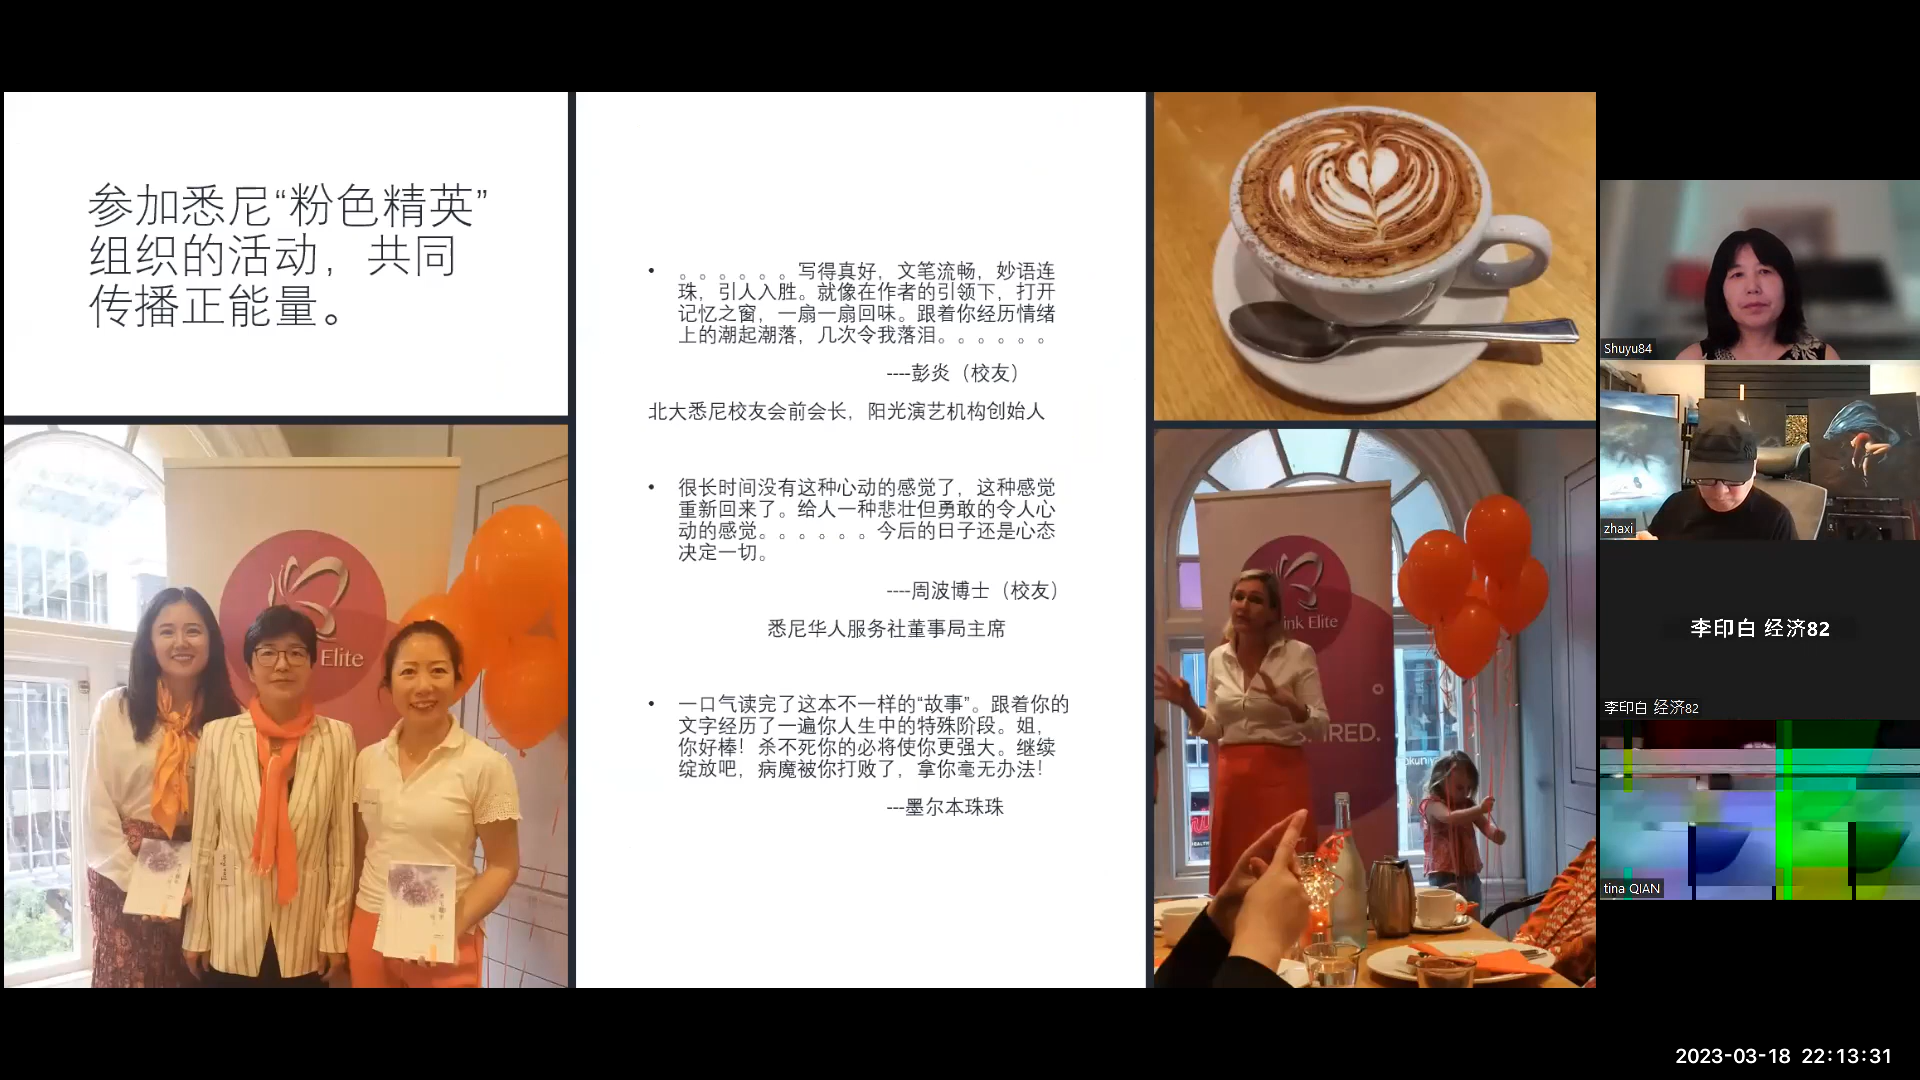 参加悉尼“粉色精英”
组织的活动，共同
传播正能量。
Elite
• 。。。。。。写得真好，文笔流畅，妙语连
珠，引人入胜。就像在作者的引领下，打开
记忆之窗，一扇一扇回味。跟着你经历情绪
上的潮起潮落，几次令我落泪。。。。。。
----彭炎（校友）
北大悉尼校友会前会长，阳光演艺机构创始人
• 很长时间没有这种心动的感觉了，这种感觉
重新回来了。给人一种悲壮但勇敢的令人心
动的感觉。。。。。。今后的日子还是心态
决定一切。
----周波博士（校友）
悉尼华人服务社董事局主席
• 一口气读完了这本不一样的“故事”。跟着你的
文字经历了一遍你人生中的特殊阶段。姐，
你好棒！杀不死你的必将使你更强大。继续
绽放吧，病魔被你打败了，拿你毫无办法！
---墨尔本珠珠
ink Elite
IRED.
Shuyu84
zhaxi
李印白 经济82
李印白 经济82
tina QIAN
2023-03-18 22:13:31